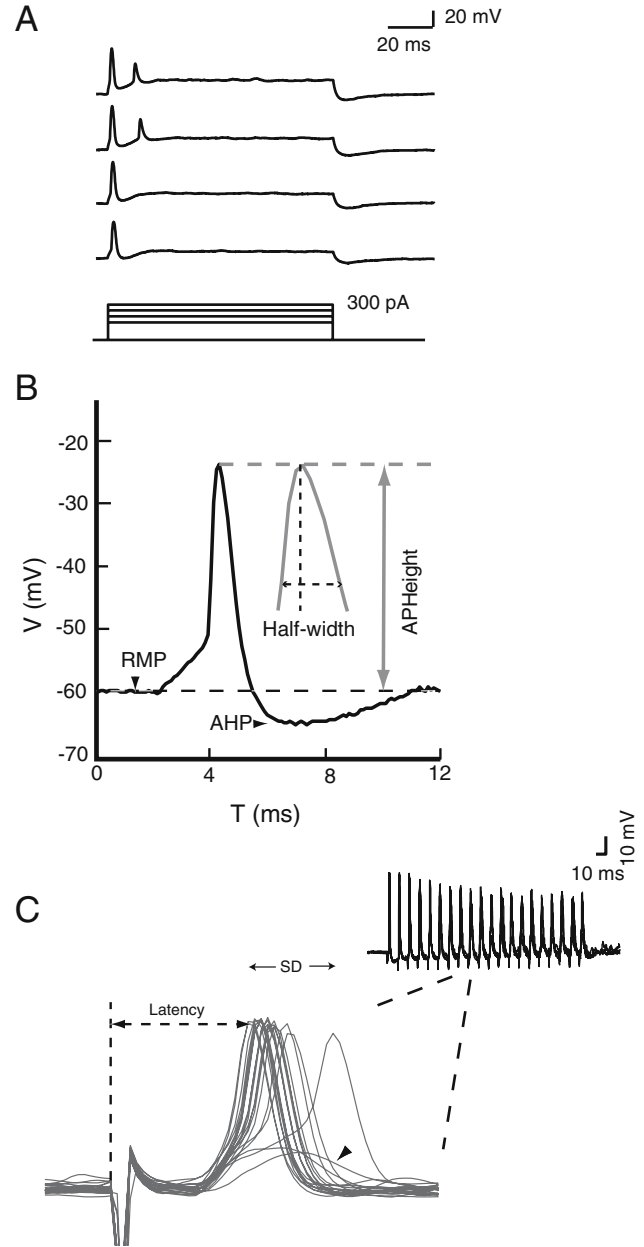 A
20 mV
20 ms
300 pA
B
-20
-30
-40
-50
-60
-70
V (mV)
RMP
AHP
Half-width
APHeight
0
4
8
12
T (ms)
C
10 mV
10 ms
SD
Latency